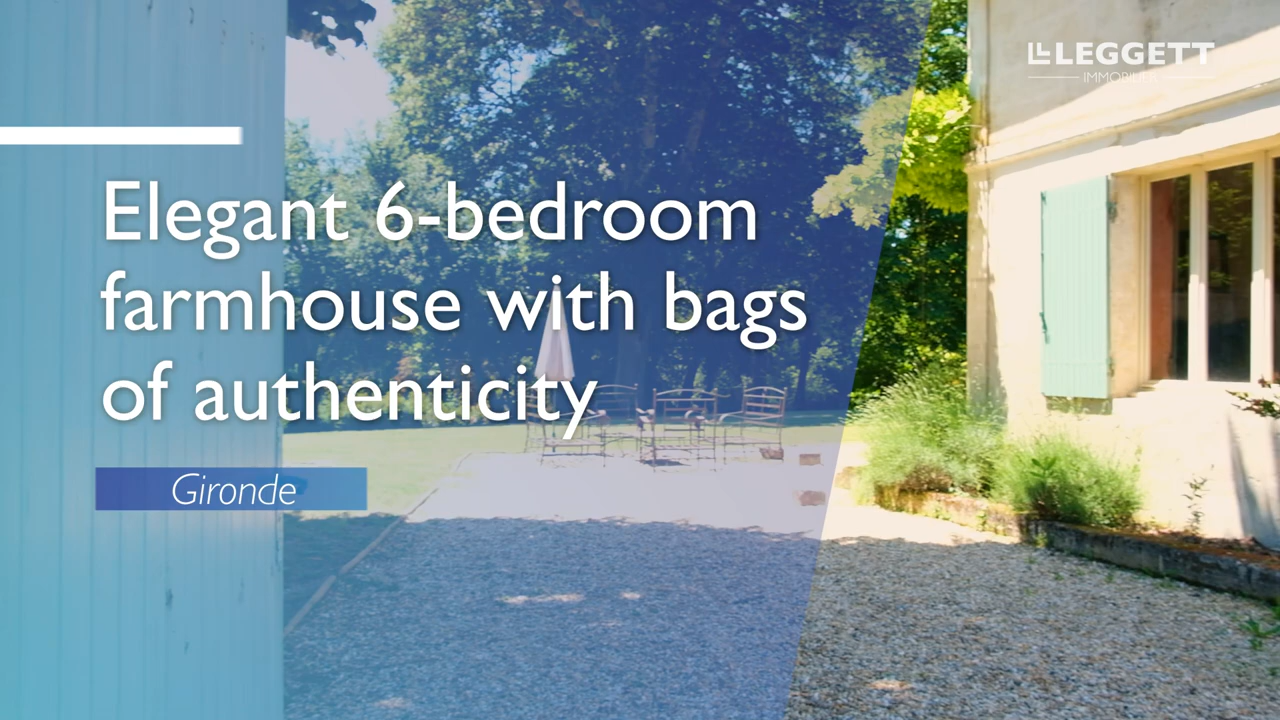 LEGGETT
IMMOBILIER
Elegant 6-bedroom
farmhouse with bags
of authenticity
Gironde